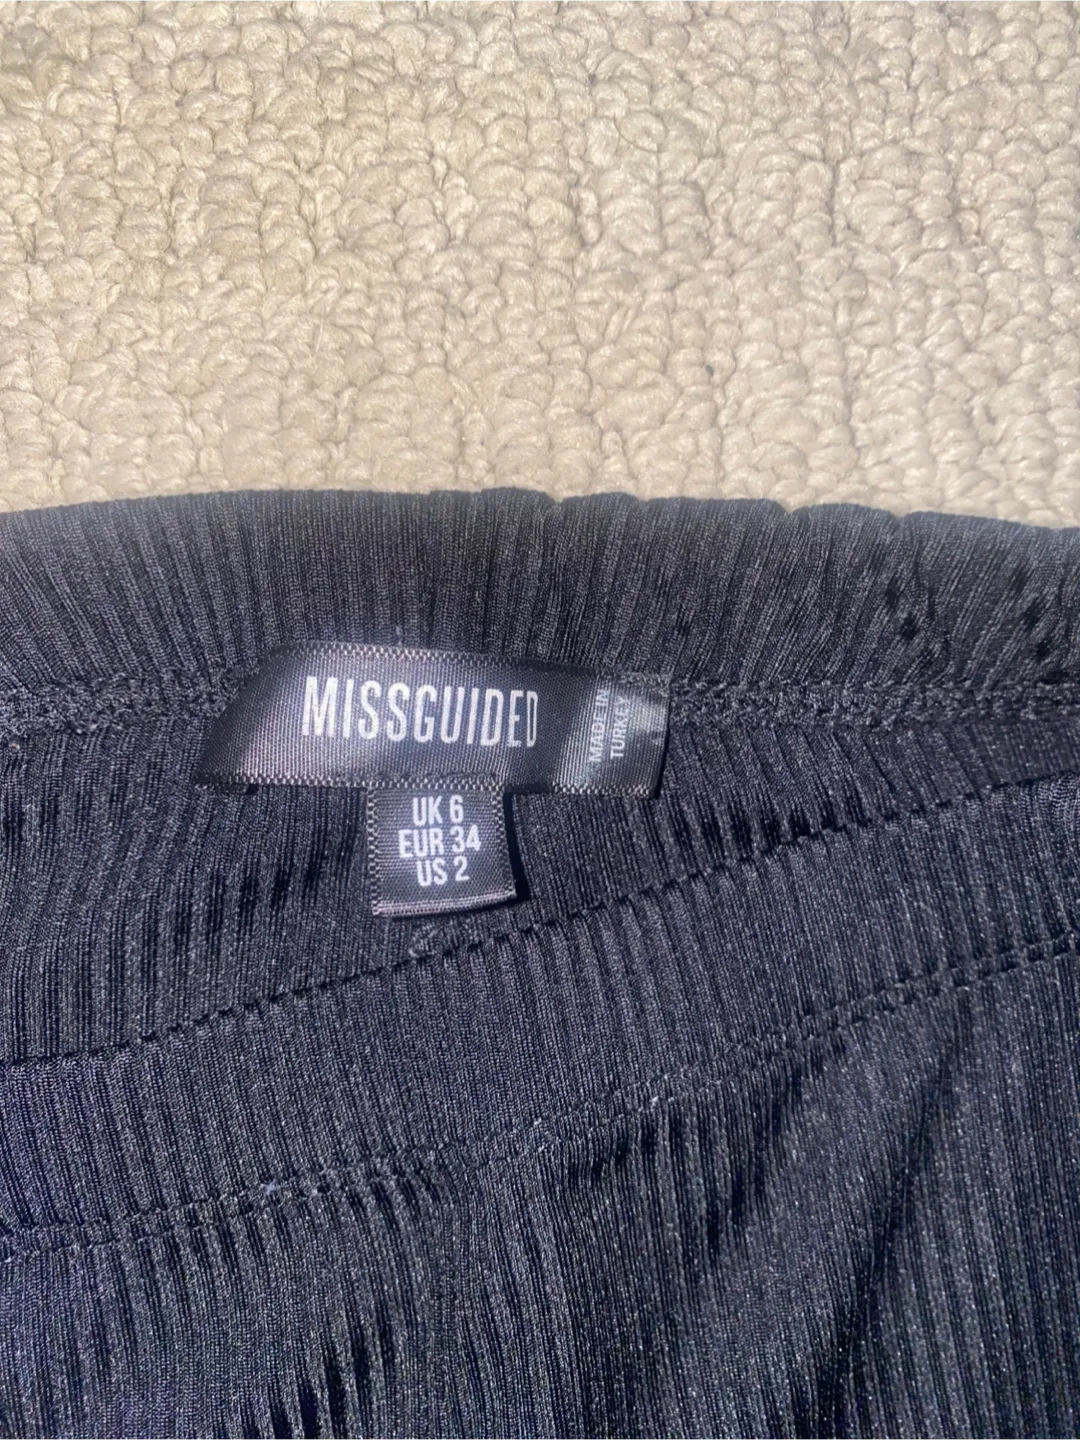 MISSGUIDED
MADE IN
TURKEY
UK 6
EUR 34
US 2